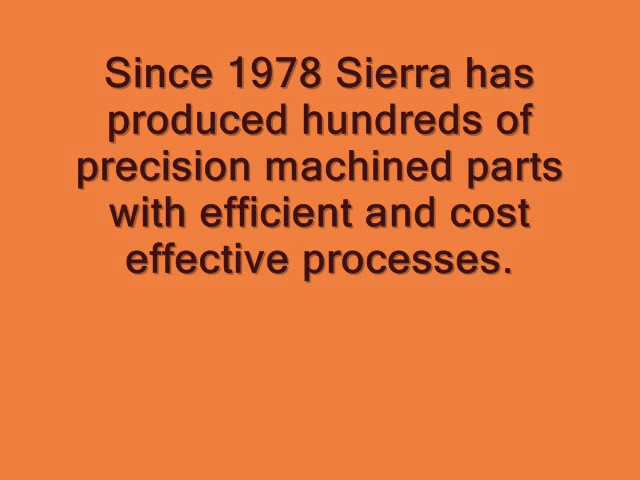 Since 1978 Sierra has
produced hundreds of
precision machined parts
with efficient and cost
effective processes.